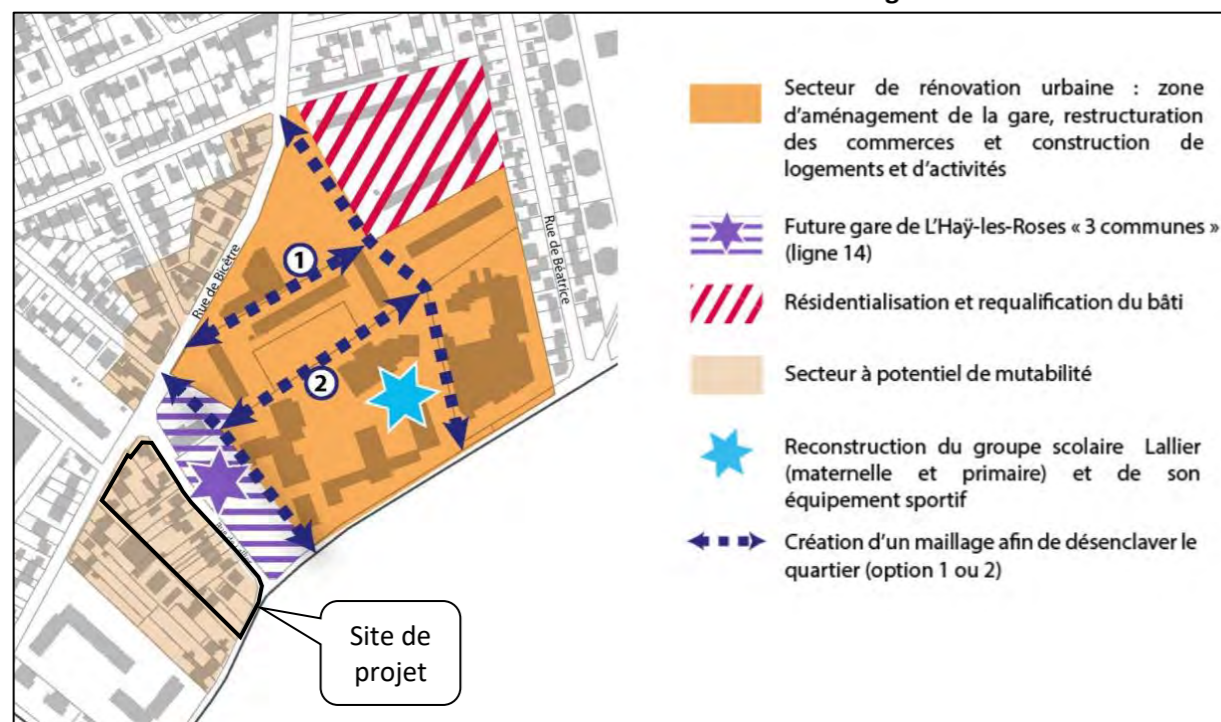 Rue de Bicêtre
Rue de Béatrice
1
2
Site de
projet
Secteur de rénovation urbaine : zone
d'aménagement de la gare, restructuration
des commerces et construction de
logements et d'activités
Future gare de L'Haÿ-les-Roses « 3 communes »
(ligne 14)
Résidentialisation et requalification du bâti
Secteur à potentiel de mutabilité
Reconstruction du groupe scolaire Lallier
(maternelle et primaire) et de son
équipement sportif
Création d'un maillage afin de désenclaver le
quartier (option 1 ou 2)